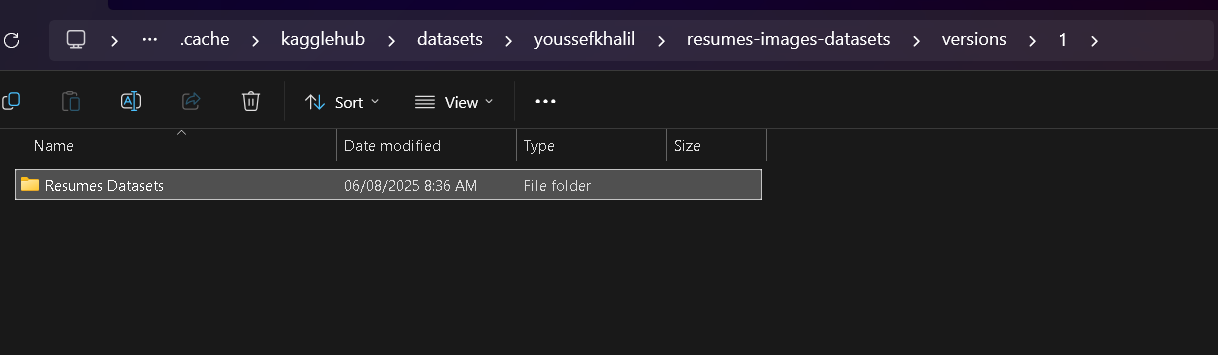 ... .cache kagglehub datasets youssefkhalil resumes-images-datasets versions 1
Sort View ...
Name Date modified Type Size
Resumes Datasets 06/08/2025 8:36 AM File folder